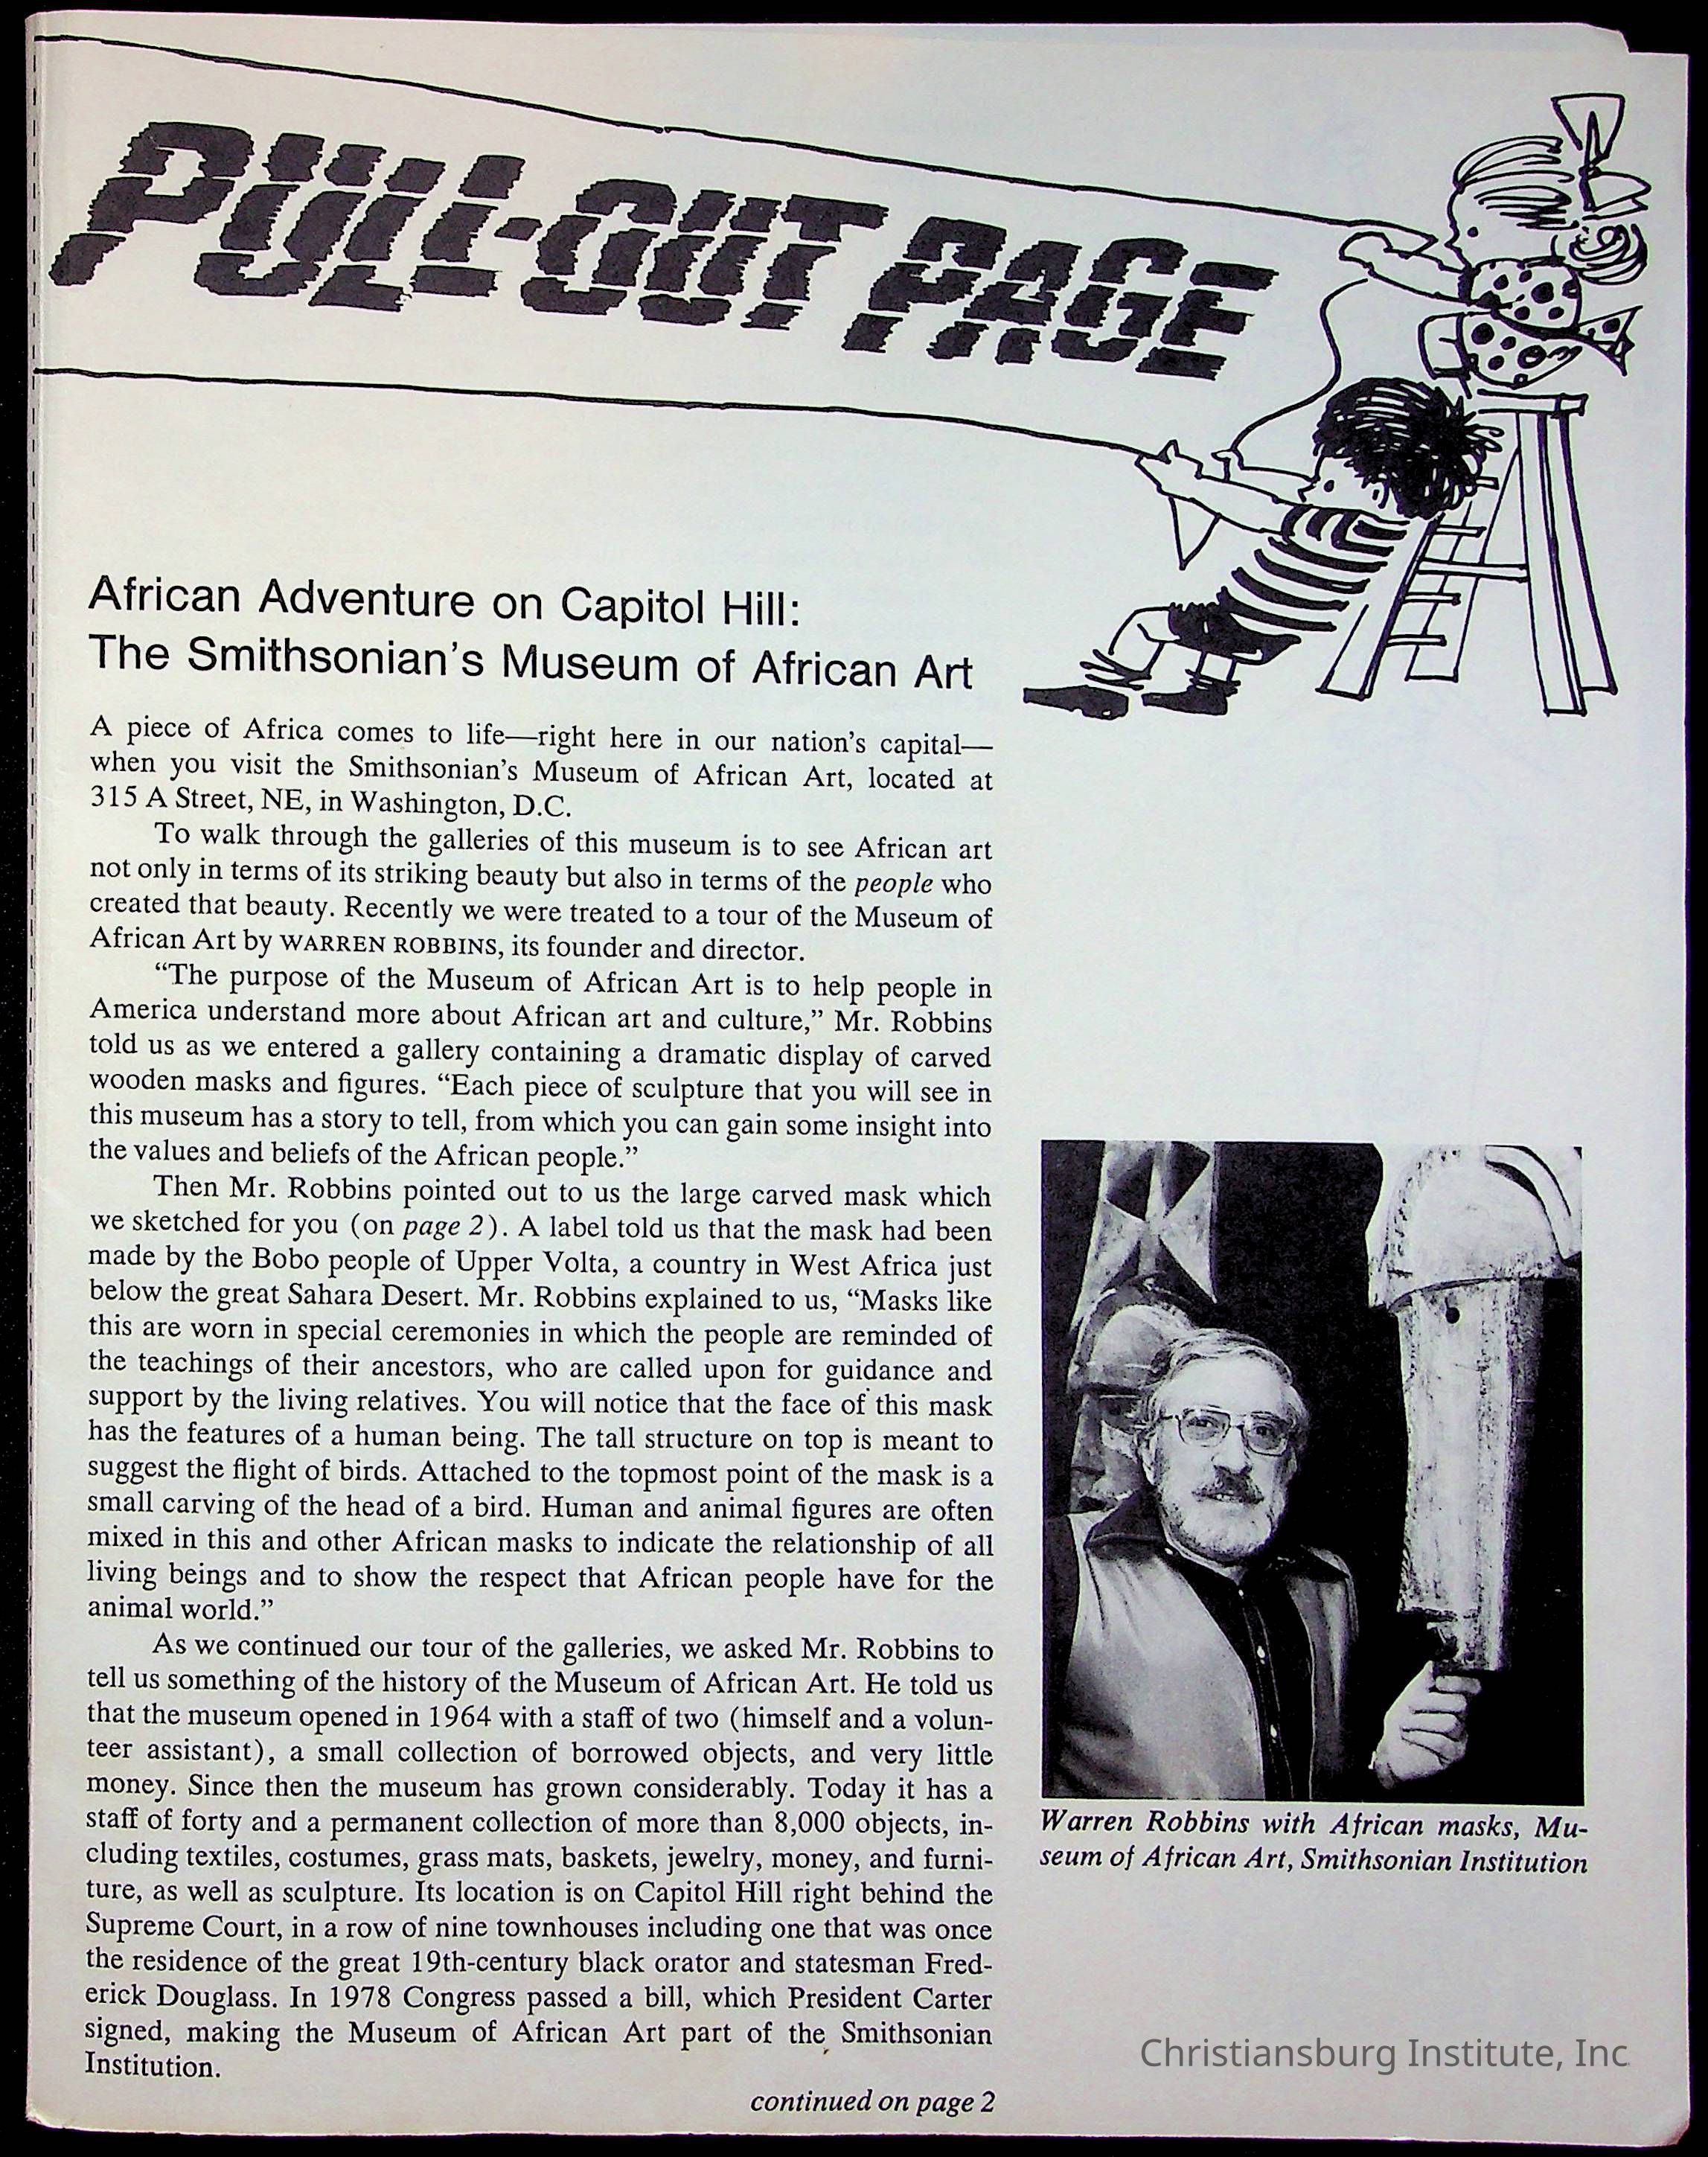 PULL-OUT PAGE
African Adventure on Capitol Hill:
The Smithsonian's Museum of African Art
A piece of Africa comes to life—right here in our nation's capital—
when you visit the Smithsonian's Museum of African Art, located at
315 A Street, NE, in Washington, D.C.
To walk through the galleries of this museum is to see African art
not only in terms of its striking beauty but also in terms of the people who
created that beauty. Recently we were treated to a tour of the Museum of
African Art by WARREN ROBBINS, its founder and director.
“The purpose of the Museum of African Art is to help people in
America understand more about African art and culture,” Mr. Robbins
told us as we entered a gallery containing a dramatic display of carved
wooden masks and figures. “Each piece of sculpture that you will see in
this museum has a story to tell, from which you can gain some insight into
the values and beliefs of the African people.”
Then Mr. Robbins pointed out to us the large carved mask which
we sketched for you (on page 2). A label told us that the mask had been
made by the Bobo people of Upper Volta, a country in West Africa just
below the great Sahara Desert. Mr. Robbins explained to us, “Masks like
this are worn in special ceremonies in which the people are reminded of
the teachings of their ancestors, who are called upon for guidance and
support by the living relatives. You will notice that the face of this mask
has the features of a human being. The tall structure on top is meant to
suggest the flight of birds. Attached to the topmost point of the mask is a
small carving of the head of a bird. Human and animal figures are often
mixed in this and other African masks to indicate the relationship of all
living beings and to show the respect that African people have for the
animal world.”
As we continued our tour of the galleries, we asked Mr. Robbins to
tell us something of the history of the Museum of African Art. He told us
that the museum opened in 1964 with a staff of two (himself and a volun-
teer assistant), a small collection of borrowed objects, and very little
money. Since then the museum has grown considerably. Today it has a
staff of forty and a permanent collection of more than 8,000 objects, in-
cluding textiles, costumes, grass mats, baskets, jewelry, money, and furni-
ture, as well as sculpture. Its location is on Capitol Hill right behind the
Supreme Court, in a row of nine townhouses including one that was once
the residence of the great 19th-century black orator and statesman Fred-
erick Douglass. In 1978 Congress passed a bill, which President Carter
signed, making the Museum of African Art part of the Smithsonian
Institution.
continued on page 2
Warren Robbins with African masks, Mu-
seum of African Art, Smithsonian Institution
Christiansburg Institute, Inc